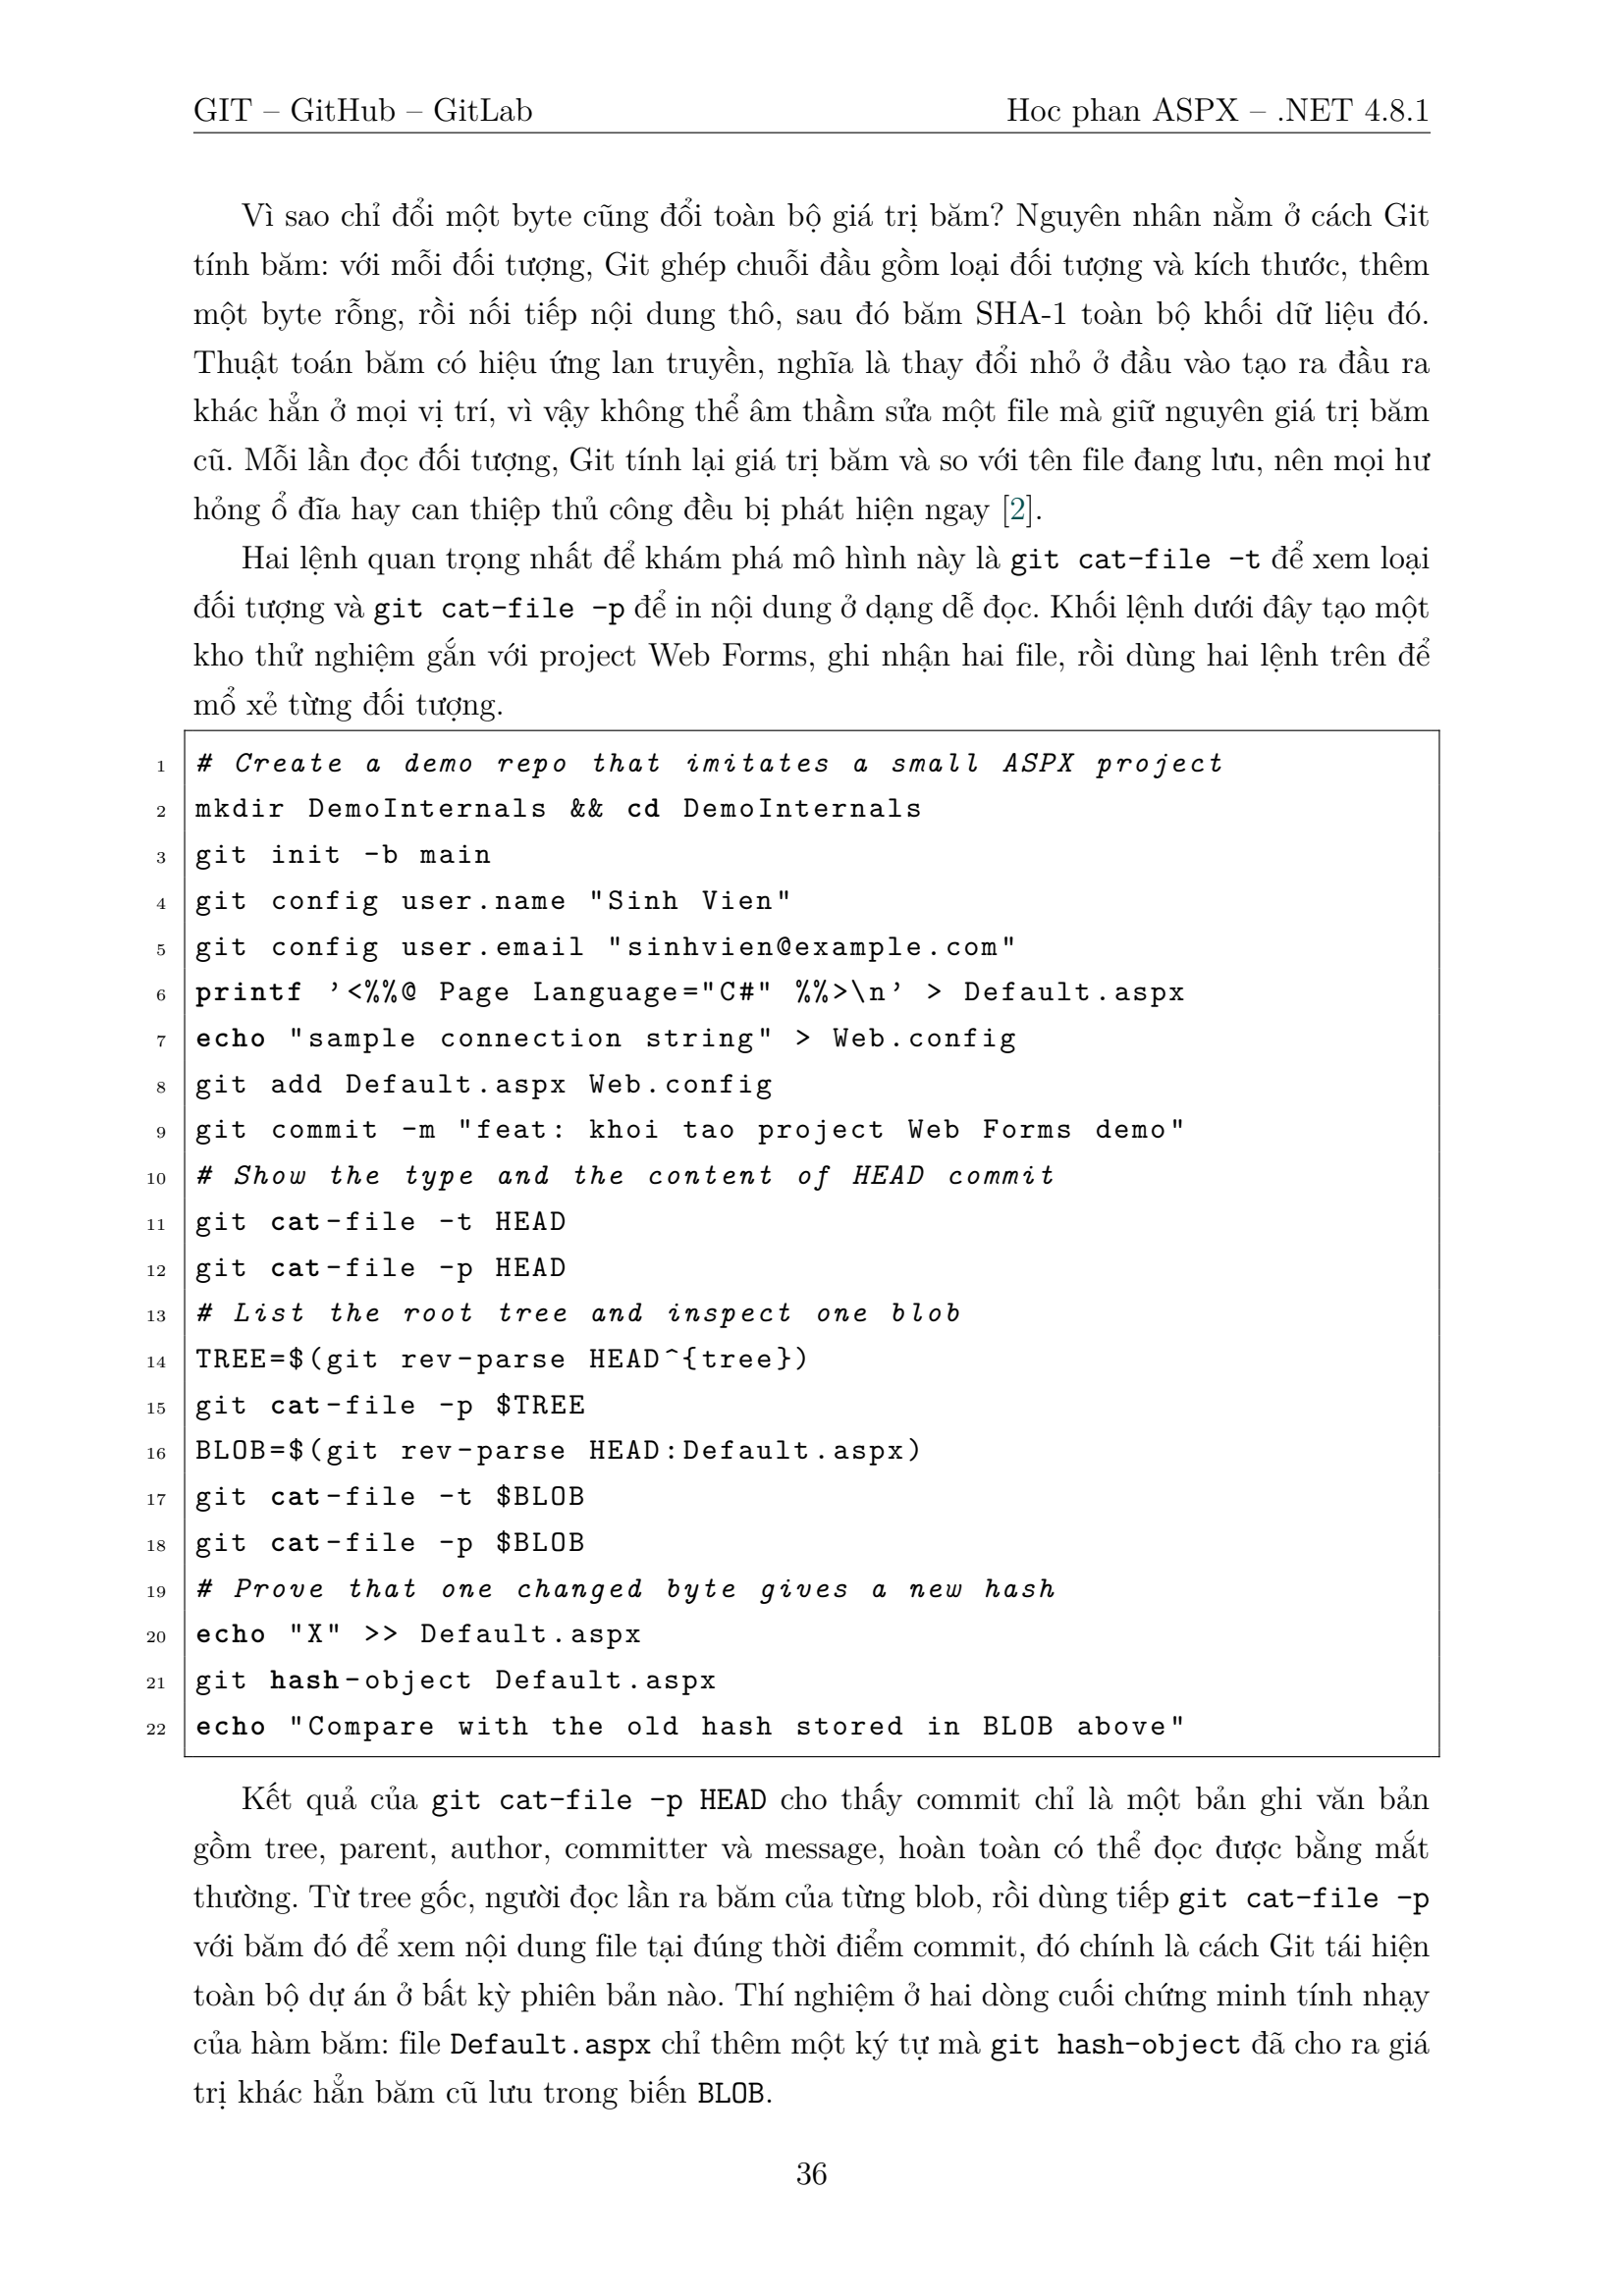 GIT – GitHub – GitLab Hoc phan ASPX – .NET 4.8.1
Vì sao chỉ đổi một byte cũng đổi toàn bộ giá trị băm? Nguyên nhân nằm ở cách Git
tính băm: với mỗi đối tượng, Git ghép chuỗi đầu gồm loại đối tượng và kích thước, thêm
một byte rỗng, rồi nối tiếp nội dung thô, sau đó băm SHA-1 toàn bộ khối dữ liệu đó.
Thuật toán băm có hiệu ứng lan truyền, nghĩa là thay đổi nhỏ ở đầu vào tạo ra đầu ra
khác hẳn ở mọi vị trí, vì vậy không thể âm thầm sửa một file mà giữ nguyên giá trị băm
cũ. Mỗi lần đọc đối tượng, Git tính lại giá trị băm và so với tên file đang lưu, nên mọi hư
hỏng ổ đĩa hay can thiệp thủ công đều bị phát hiện ngay [2].
Hai lệnh quan trọng nhất để khám phá mô hình này là git cat-file -t để xem loại
đối tượng và git cat-file -p để in nội dung ở dạng dễ đọc. Khối lệnh dưới đây tạo một
kho thử nghiệm gắn với project Web Forms, ghi nhận hai file, rồi dùng hai lệnh trên để
mổ xẻ từng đối tượng.
1 # Create a demo repo that imitates a small ASPX project
2 mkdir DemoInternals && cd DemoInternals
3 git init -b main
4 git config user.name "Sinh Vien"
5 git config user.email "sinhvien@example.com"
6 printf '<%%@ Page Language="C#" %%>\n' > Default.aspx
7 echo "sample connection string" > Web.config
8 git add Default.aspx Web.config
9 git commit -m "feat: khoi tao project Web Forms demo"
10 # Show the type and the content of HEAD commit
11 git cat-file -t HEAD
12 git cat-file -p HEAD
13 # List the root tree and inspect one blob
14 TREE=$(git rev-parse HEAD^{tree})
15 git cat-file -p $TREE
16 BLOB=$(git rev-parse HEAD:Default.aspx)
17 git cat-file -t $BLOB
18 git cat-file -p $BLOB
19 # Prove that one changed byte gives a new hash
20 echo "X" >> Default.aspx
21 git hash-object Default.aspx
22 echo "Compare with the old hash stored in BLOB above"
Kết quả của git cat-file -p HEAD cho thấy commit chỉ là một bản ghi văn bản
gồm tree, parent, author, committer và message, hoàn toàn có thể đọc được bằng mắt
thường. Từ tree gốc, người đọc lần ra băm của từng blob, rồi dùng tiếp git cat-file -p
với băm đó để xem nội dung file tại đúng thời điểm commit, đó chính là cách Git tái hiện
toàn bộ dự án ở bất kỳ phiên bản nào. Thí nghiệm ở hai dòng cuối chứng minh tính nhạy
của hàm băm: file Default.aspx chỉ thêm một ký tự mà git hash-object đã cho ra giá
trị khác hẳn băm cũ lưu trong biến BLOB.
36